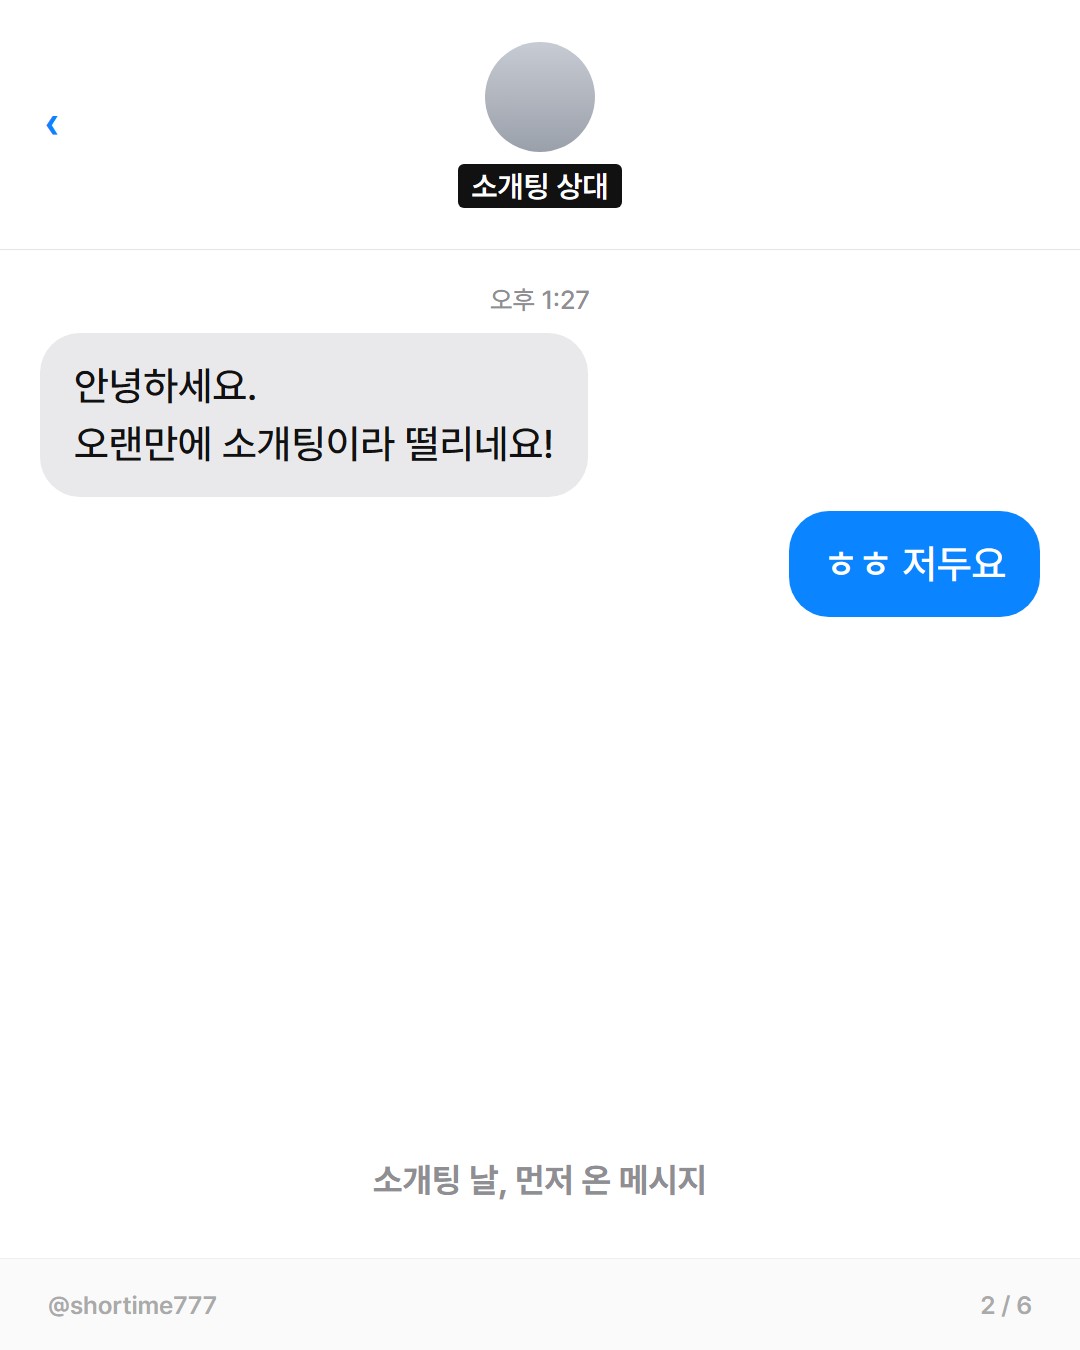 ‹
소개팅 상대
오후 1:27
안녕하세요.
오랜만에 소개팅이라 떨리네요!
ㅎㅎ 저두요
소개팅 날, 먼저 온 메시지
@shortime777
2 / 6